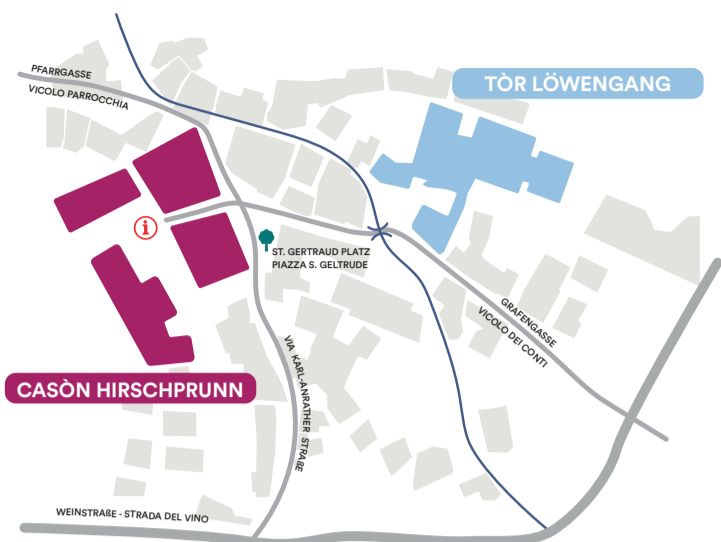 PFARRGASSE
VICOLO PARROCCHIA
TÒR LÖWENGANG
i
ST. GERTRAUD PLATZ
PIAZZA S. GELTRUDE
GRAFENGASSE
VICOLO DEI CONTI
VIA KARL-ANRATHER STRAßE
CASÒN HIRSCHPRUNN
WEINSTRAßE - STRADA DEL VINO